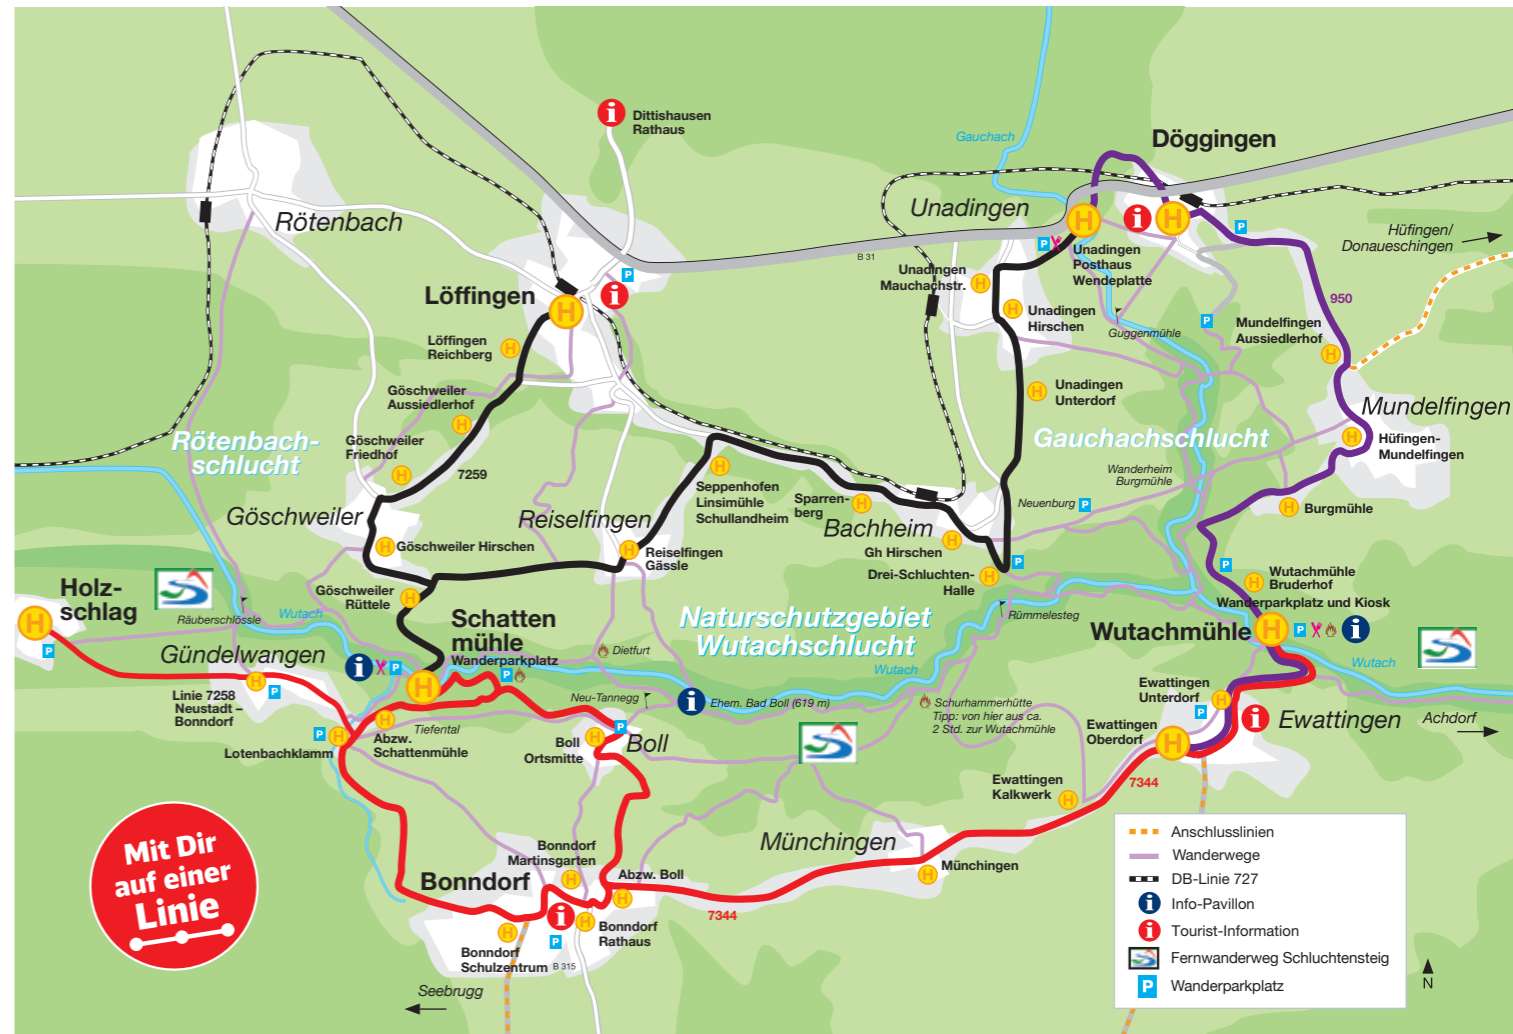 Dittishausen
Rathaus
Gauchach
Döggingen
Rötenbach
Unadingen
Hüfingen/
Donaueschingen
B 31
Unadingen
Posthaus
Wendeplatte
Unadingen
Mauchachstr.
Löffingen
950
Unadingen
Hirschen
Guggenmühle
Mundelfingen
Aussiedlerhof
Löffingen
Reichberg
Göschweiler
Aussiedlerhof
Unadingen
Unterdorf
Mundelfingen
Rötenbach-
schlucht
Göschweiler
Friedhof
Gauchachschlucht
Hüfingen-
Mundelfingen
7259
Seppenhofen
Linsimühle
Schullandheim
Sparren-
berg
Wanderheim
Burgmühle
Neuenburg
Burgmühle
Göschweiler
Reiselfingen
Bachheim
Göschweiler Hirschen
Reiselfingen
Gässle
Gh Hirschen
Drei-Schluchten-
Halle
Wutachmühle
Bruderhof
Holz-
schlag
Göschweiler
Rüttele
Räuberschlössle
Wutach
Schatten
mühle
Wanderparkplatz
Naturschutzgebiet
Wutachschlucht
Rümmelesteg
Wanderparkplatz und Kiosk
Wutachmühle
Gündelwangen
Dietfurt
Wutach
Wutach
Linie 7258
Neustadt –
Bonndorf
Neu-Tannegg
Ehem. Bad Boll (619 m)
Schurhammerhütte
Tipp: von hier aus ca.
2 Std. zur Wutachmühle
Ewattingen
Unterdorf
Ewattingen
Oberdorf
Ewattingen
Achdorf
Lotenbachklamm
Abzw.
Schattenmühle
Tiefental
Boll
Ortsmitte
Boll
Ewattingen
Kalkwerk
7344
Mit Dir
auf einer
Linie
Bonndorf
Martinsgarten
Münchingen
Münchingen
Bonndorf
Abzw. Boll
7344
Bonndorf
Rathaus
Bonndorf
Schulzentrum
B 315
Seebrugg
Anschlusslinien
Wanderwege
DB-Linie 727
Info-Pavillon
Tourist-Information
Fernwanderweg Schluchtensteig
P Wanderparkplatz
N